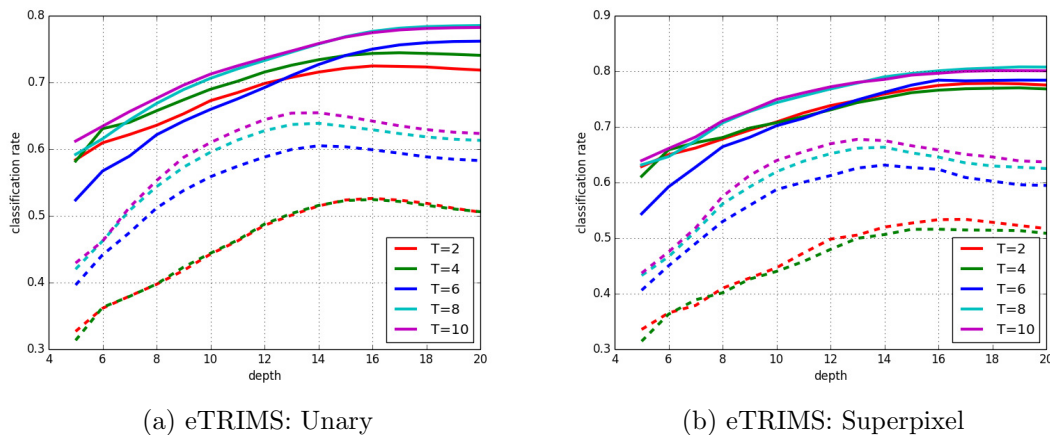 0.8
0.7
0.6
0.5
0.4
0.3
classification rate
4 6 8 10 12 14 16 18 20
depth
T=2
T=4
T=6
T=8
T=10
(a) eTRIMS: Unary
0.9
0.8
0.7
0.6
0.5
0.4
0.3
classification rate
4 6 8 10 12 14 16 18 20
depth
T=2
T=4
T=6
T=8
T=10
(b) eTRIMS: Superpixel